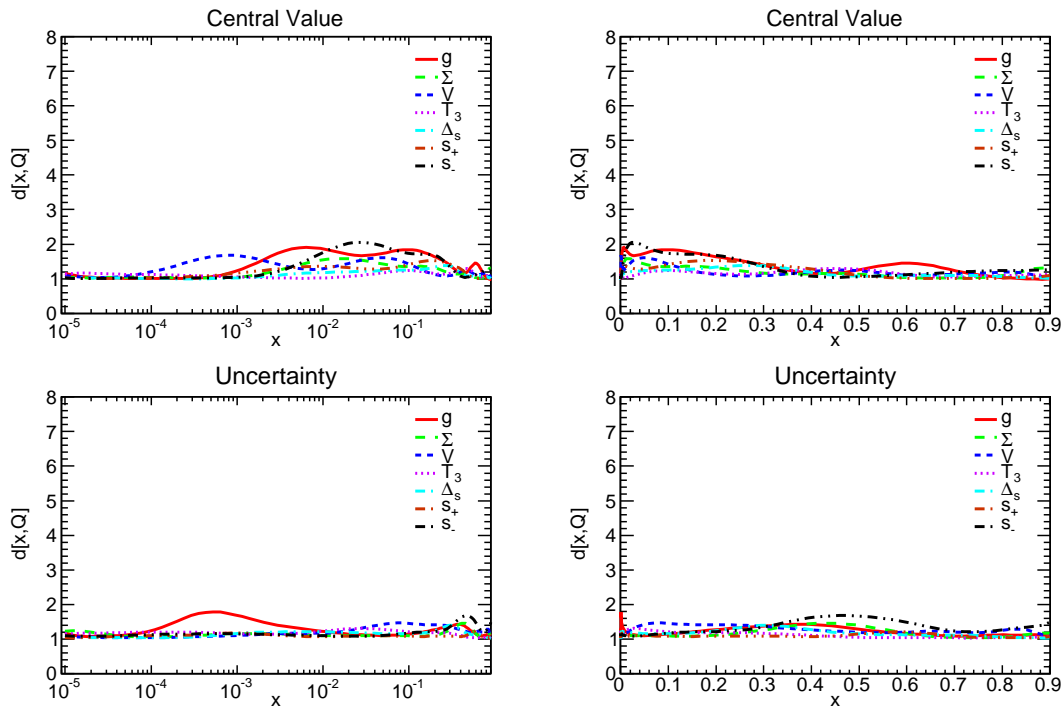 Central Value
d[x,Q]
8
7
6
5
4
3
2
1
0
g
Σ
V
T₃
Δₛ
s₊
s₋
10⁻⁵ 10⁻⁴ 10⁻³ 10⁻² 10⁻¹
x
Central Value
d[x,Q]
8
7
6
5
4
3
2
1
0
g
Σ
V
T₃
Δₛ
s₊
s₋
0 0.1 0.2 0.3 0.4 0.5 0.6 0.7 0.8 0.9
x
Uncertainty
d[x,Q]
8
7
6
5
4
3
2
1
0
g
Σ
V
T₃
Δₛ
s₊
s₋
10⁻⁵ 10⁻⁴ 10⁻³ 10⁻² 10⁻¹
x
Uncertainty
d[x,Q]
8
7
6
5
4
3
2
1
0
g
Σ
V
T₃
Δₛ
s₊
s₋
0 0.1 0.2 0.3 0.4 0.5 0.6 0.7 0.8 0.9
x